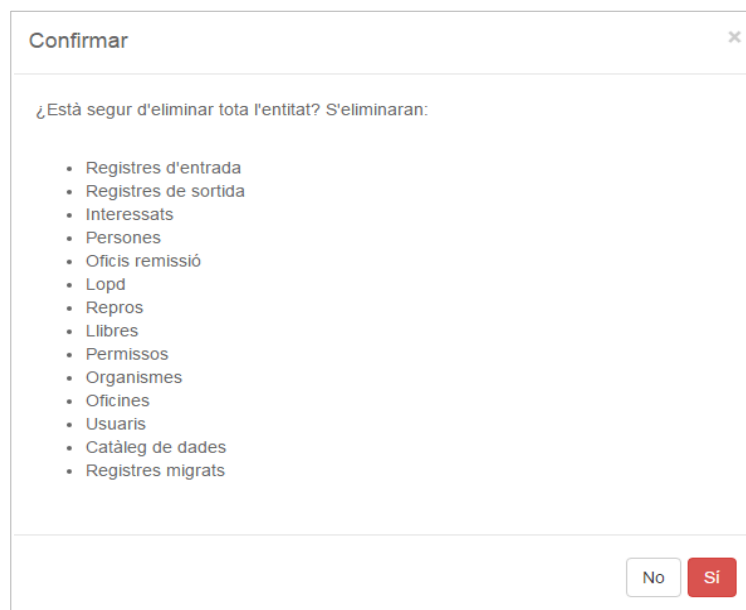 Confirmar
×
¿Està segur d'eliminar tota l'entitat? S'eliminaran:
• Registres d'entrada
• Registres de sortida
• Interessats
• Persones
• Oficis remissió
• Lopd
• Repros
• Llibres
• Permissos
• Organismes
• Oficines
• Usuaris
• Catàleg de dades
• Registres migrats
No
Sí